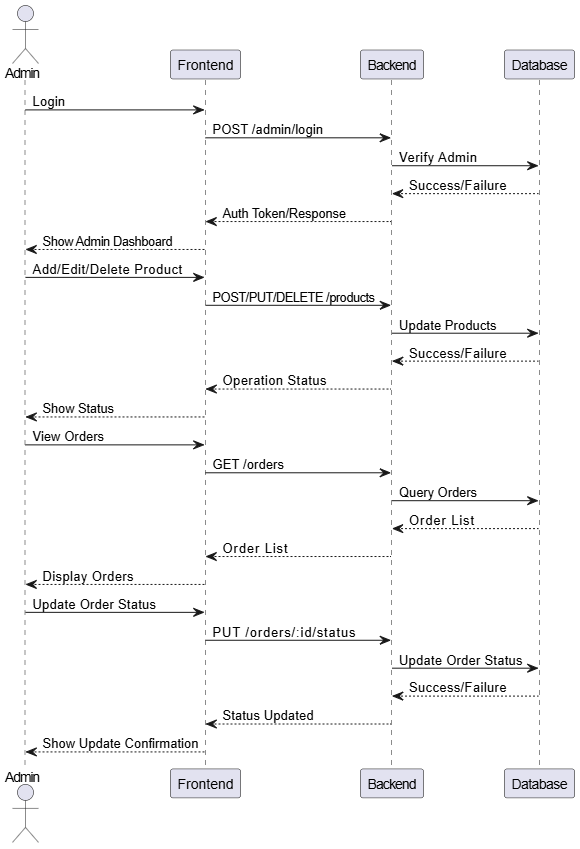 Admin
Frontend
Backend
Database
Login
POST /admin/login
Verify Admin
Success/Failure
Auth Token/Response
Show Admin Dashboard
Add/Edit/Delete Product
POST/PUT/DELETE /products
Update Products
Success/Failure
Operation Status
Show Status
View Orders
GET /orders
Query Orders
Order List
Order List
Display Orders
Update Order Status
PUT /orders/:id/status
Update Order Status
Success/Failure
Status Updated
Show Update Confirmation
Admin
Frontend
Backend
Database